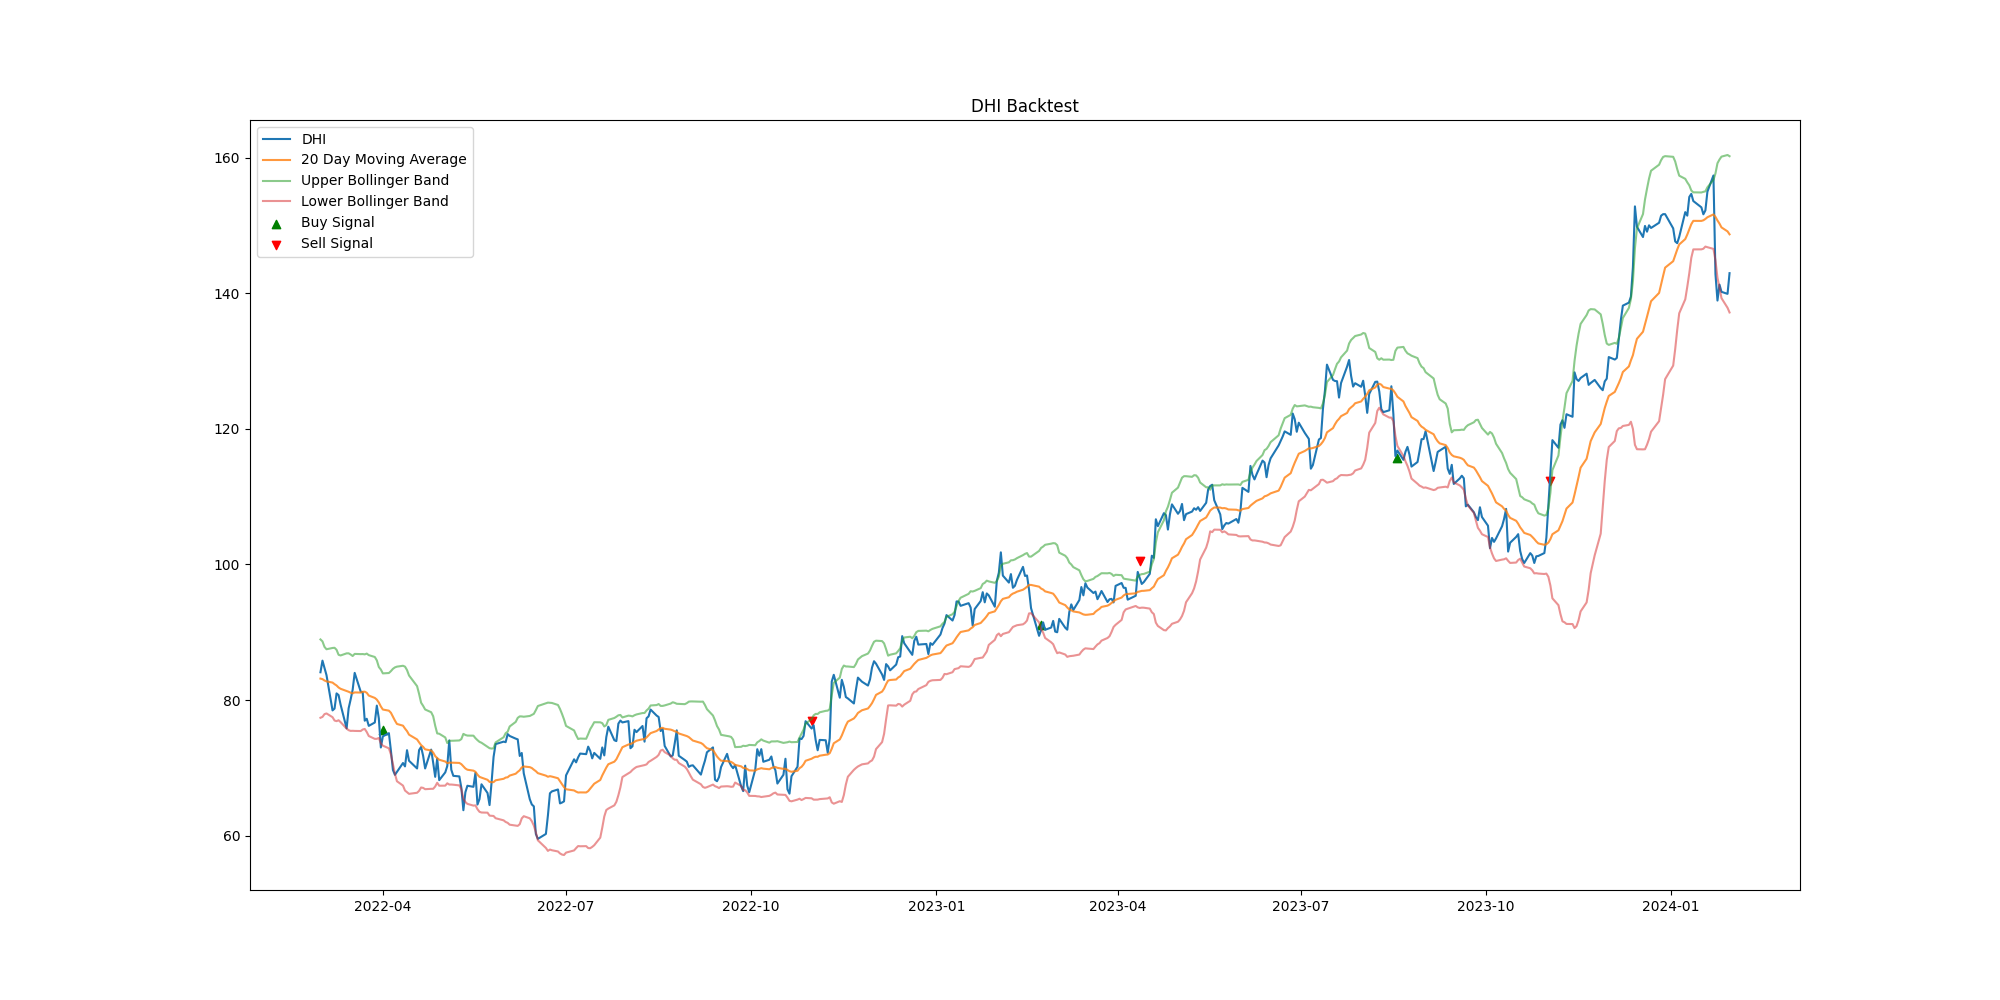 DHI Backtest
DHI
20 Day Moving Average
Upper Bollinger Band
Lower Bollinger Band
Buy Signal
Sell Signal
160
140
120
100
80
60
2022-04
2022-07
2022-10
2023-01
2023-04
2023-07
2023-10
2024-01